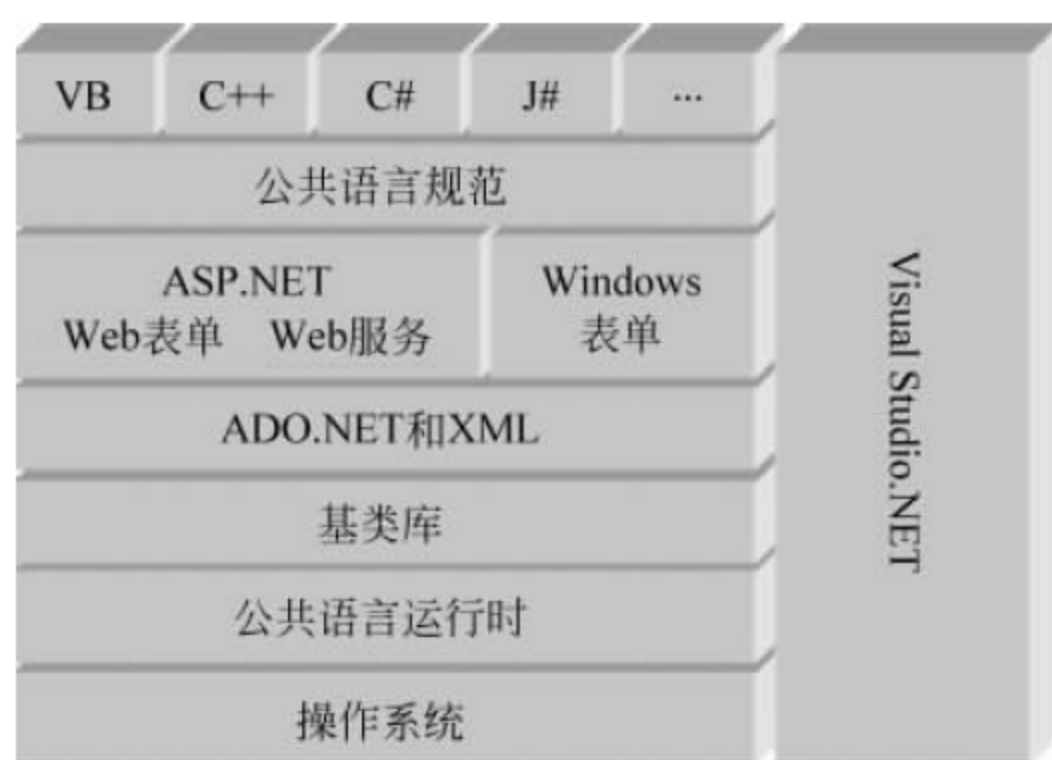 VB C++ C# J# ...
公共语言规范
ASP.NET
Web表单 Web服务
Windows
表单
ADO.NET和XML
基类库
公共语言运行时
操作系统
Visual Studio.NET